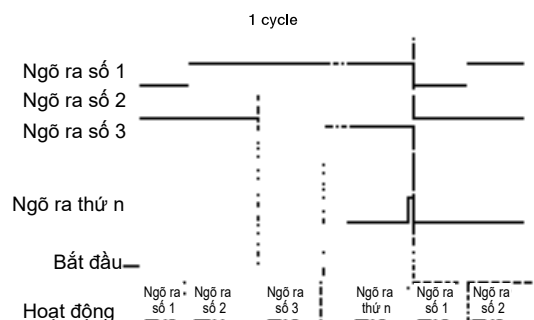 1 cycle
Ngõ ra số 1
Ngõ ra số 2
Ngõ ra số 3
Ngõ ra thứ n
Bắt đầu
Hoạt động
Ngõ ra số 1
Ngõ ra số 2
Ngõ ra số 3
Ngõ ra thứ n
Ngõ ra số 1
Ngõ ra số 2